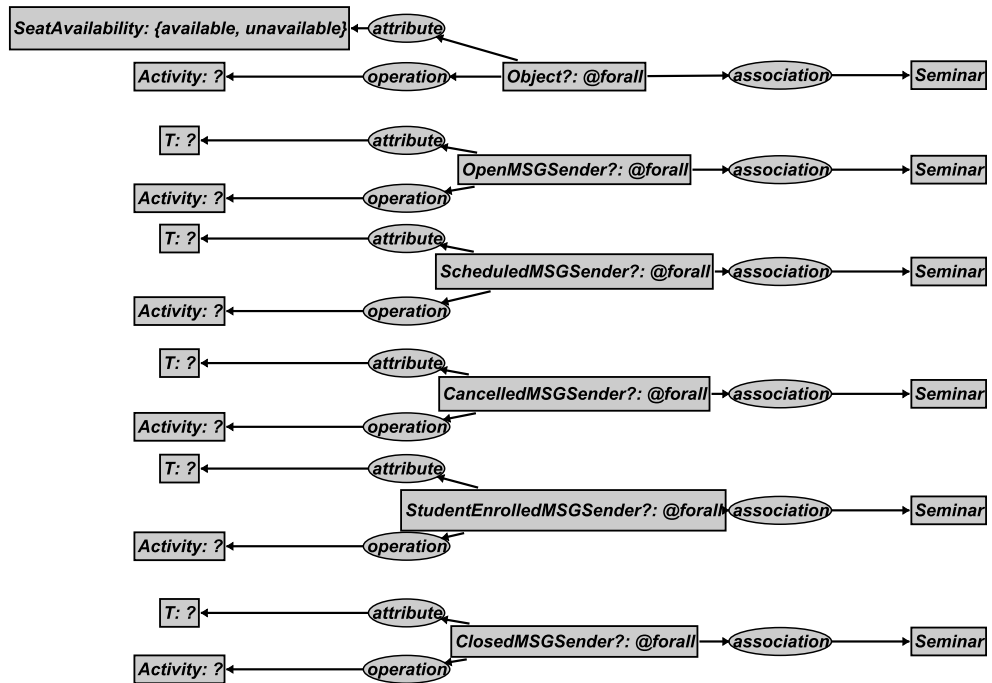 SeatAvailability: {available, unavailable}
attribute
Activity: ?
operation
Object?: @forall
association
Seminar
T: ?
attribute
OpenMSGSender?: @forall
association
Seminar
Activity: ?
operation
T: ?
attribute
ScheduledMSGSender?: @forall
association
Seminar
Activity: ?
operation
T: ?
attribute
CancelledMSGSender?: @forall
association
Seminar
Activity: ?
operation
T: ?
attribute
StudentEnrolledMSGSender?: @forall
association
Seminar
Activity: ?
operation
T: ?
attribute
ClosedMSGSender?: @forall
association
Seminar
Activity: ?
operation